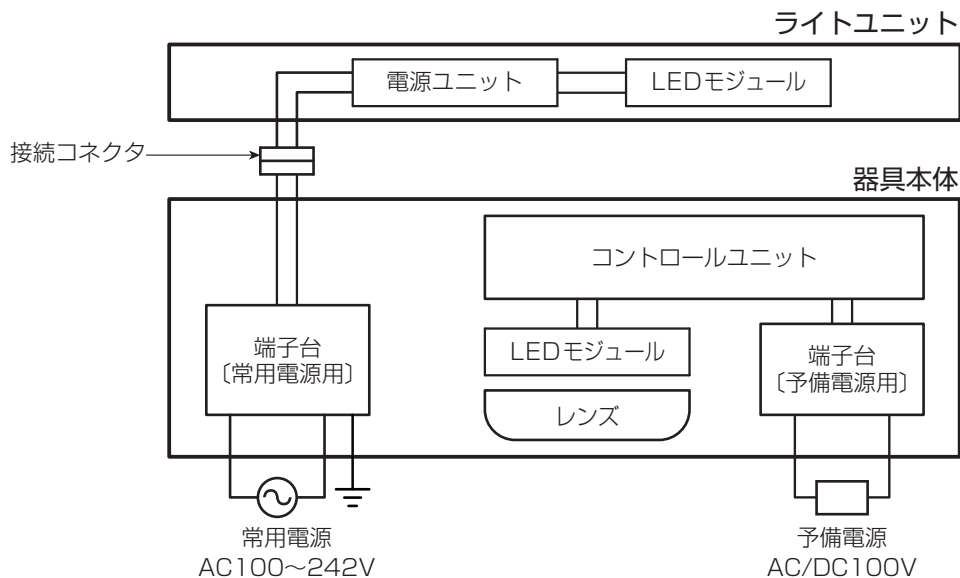 ライトユニット
電源ユニット
LEDモジュール
接続コネクタ
器具本体
コントロールユニット
端子台
〔常用電源用〕
LEDモジュール
端子台
〔予備電源用〕
レンズ
常用電源
AC100〜242V
予備電源
AC/DC100V